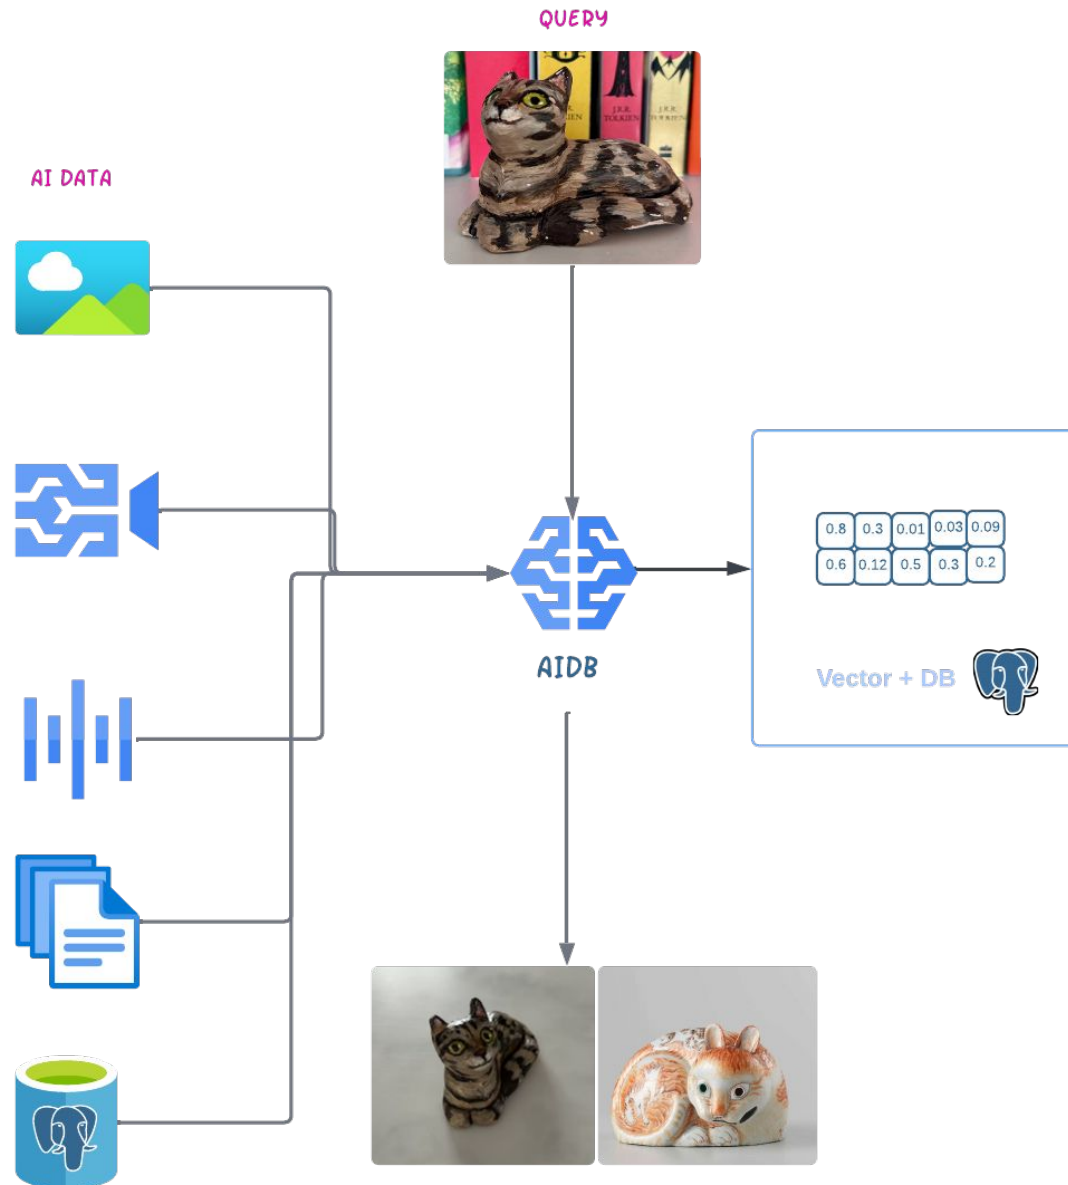 QUERY
J.R.R.
TOLKIEN
J.R.R.
AI DATA
0.8 0.3 0.01 0.03 0.09
0.6 0.12 0.5 0.3 0.2
AIDB
Vector + DB